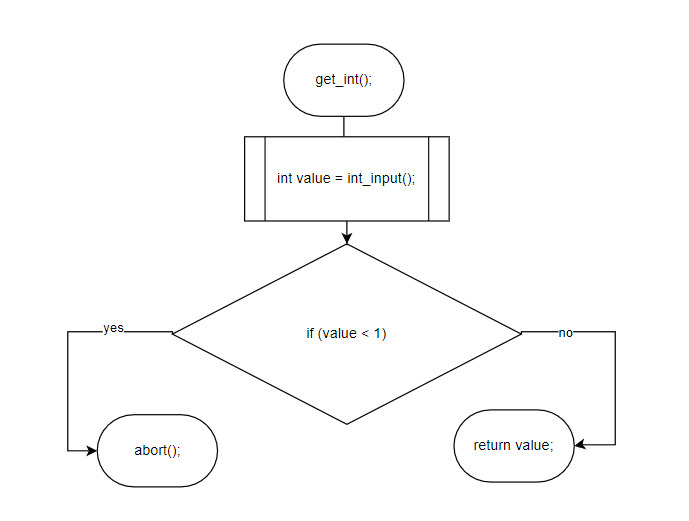 get_int();
int value = int_input();
if (value < 1)
yes
no
abort();
return value;